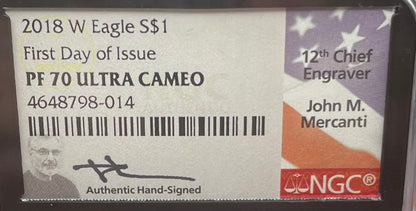 2018 W Eagle S$1
First Day of Issue
PF 70 ULTRA CAMEO
4648798-014
12th Chief
Engraver
John M.
Mercanti
Authentic Hand-Signed
NGC®